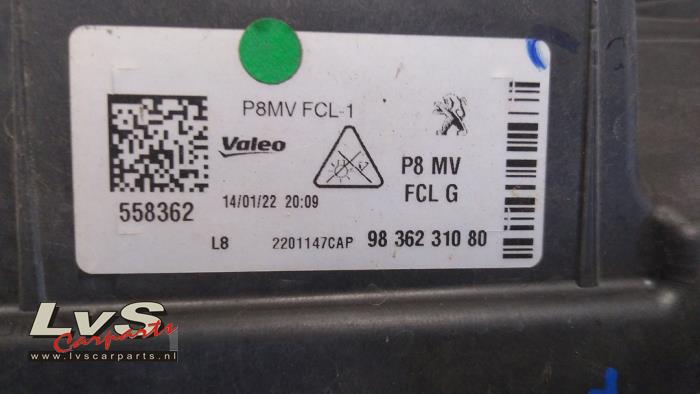 P8MV FCL-1
Valeo
P8 MV
FCL G
558362
14/01/22 20:09
L8 2201147CAP 98 362 310 80
LvS
Carparts
www.lvscarparts.nl